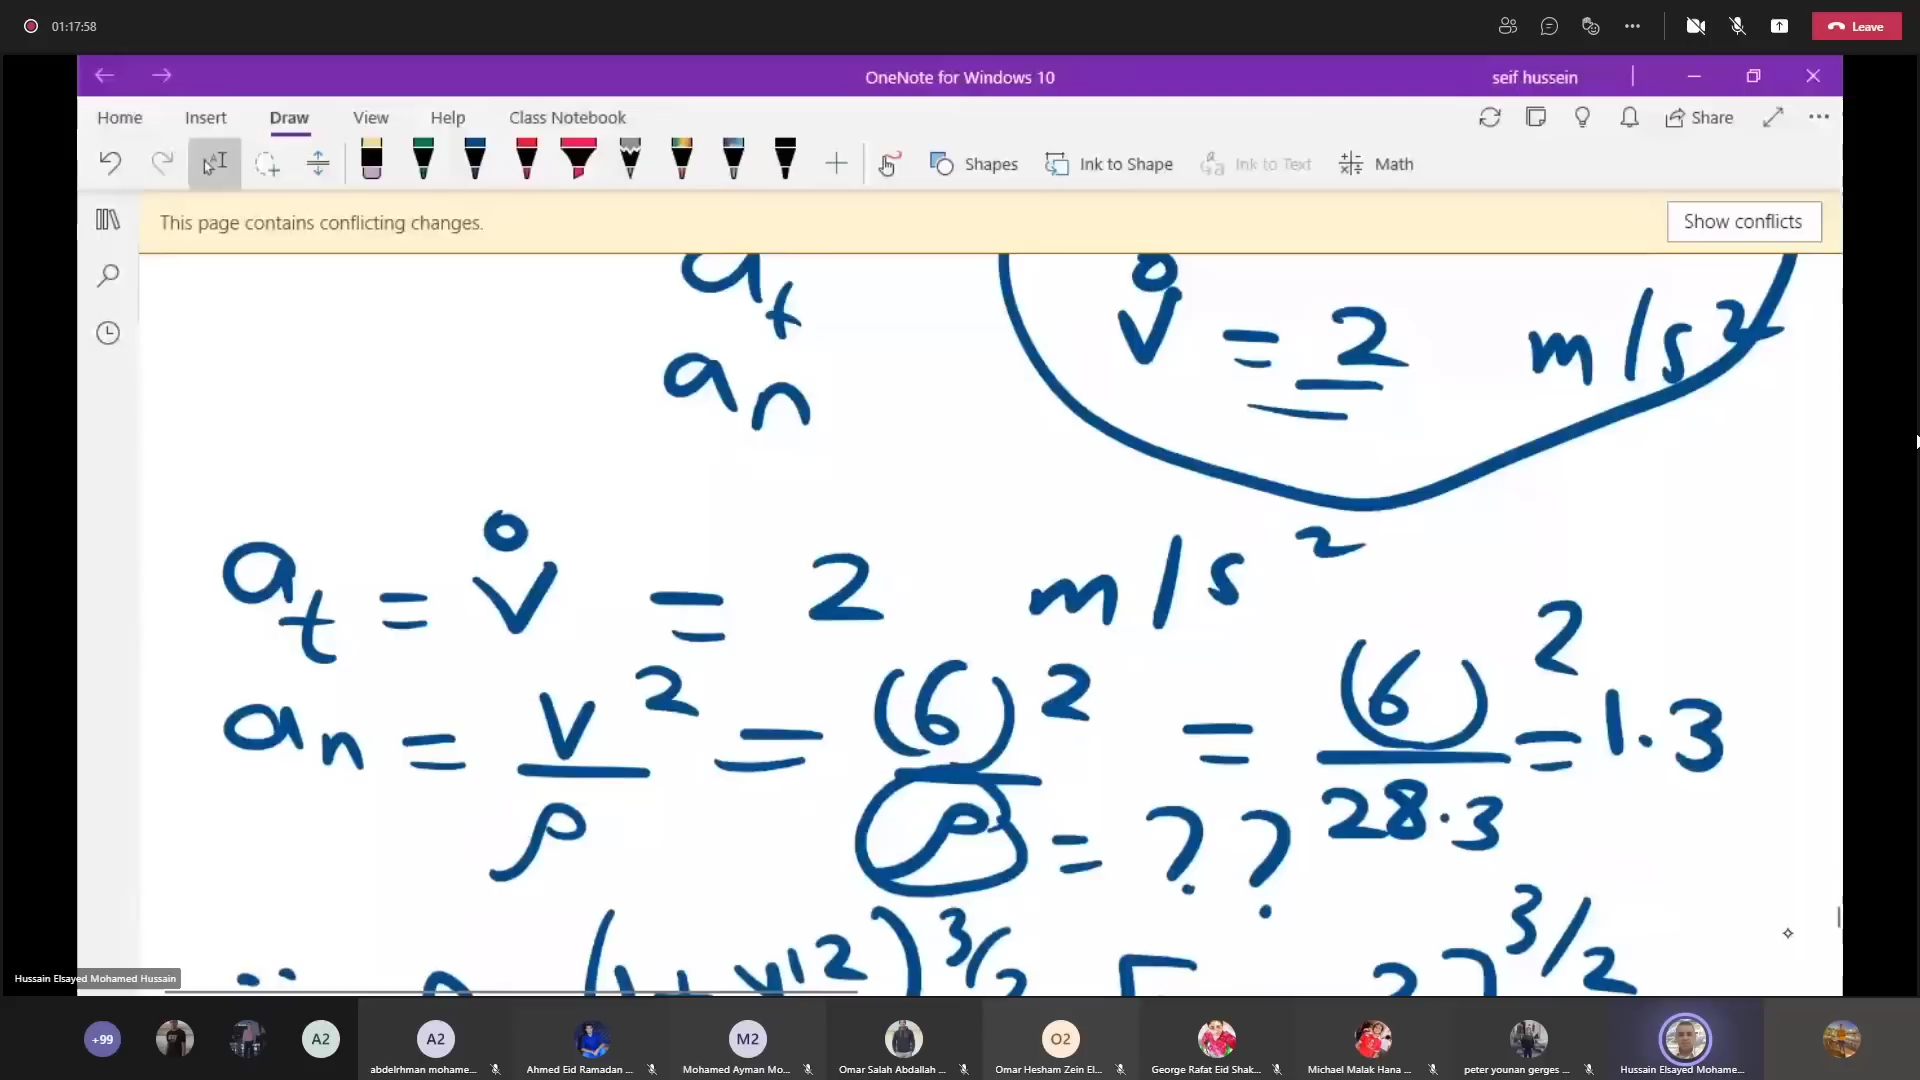 01:17:58
Leave
OneNote for Windows 10
seif hussein
Home Insert Draw View Help Class Notebook
Share
Shapes Ink to Shape Ink to Text Math
This page contains conflicting changes.
Show conflicts
a_t
v̊ = 2 m/s²
a_n
a_t = v̊ = 2 m/s²
a_n = v²/ρ = (6)²/ρ = (6)²/28.3 = 1.3
ρ = ??
Hussain Elsayed Mohamed Hussain
+99
A2
A2
M2
O2
abdelrhman mohame...
Ahmed Eid Ramadan ...
Mohamed Ayman Mo...
Omar Salah Abdallah ...
Omar Hesham Zein El...
George Rafat Eid Shak...
Michael Malak Hana ...
peter younan gerges ...
Hussain Elsayed Mohame...